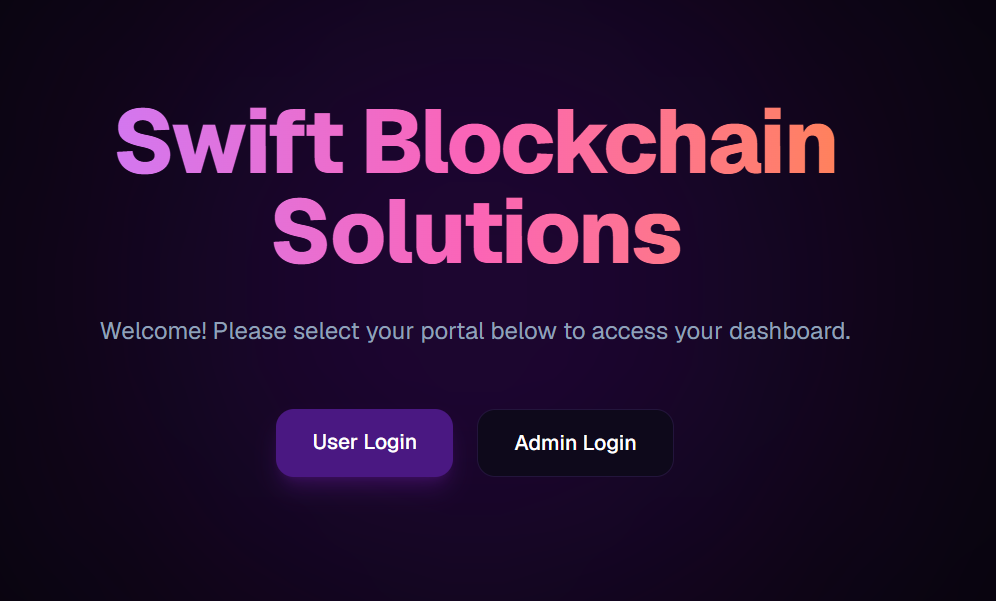 Swift Blockchain
Solutions
Welcome! Please select your portal below to access your dashboard.
User Login
Admin Login